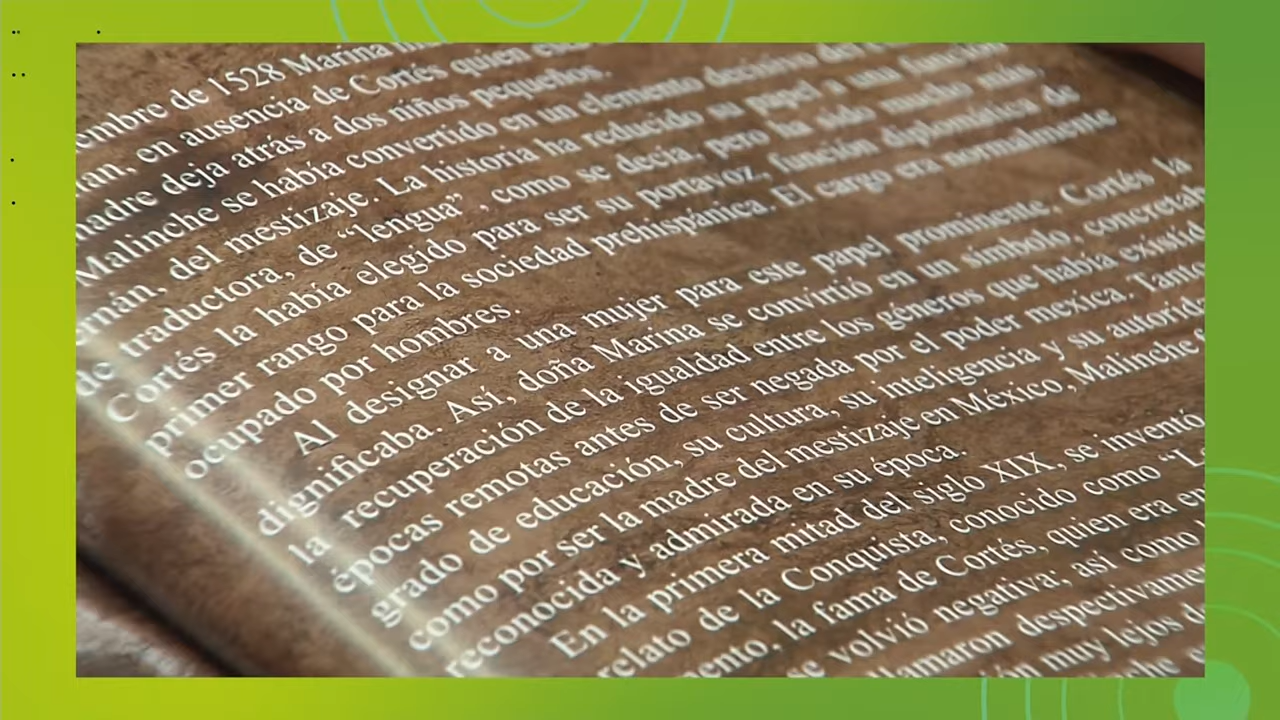 embre de 1528 Marina
en ausencia de Cortés quien
madre deja atrás a dos niños pequeños.
Malinche se había convertido en un elemento decisivo del
del mestizaje. La historia ha reducido su papel a una función
de traductora, de “lengua”, como se decía, pero ha sido mucho más.
Cortés la había elegido para ser su portavoz, función diplomática de
primer rango para la sociedad prehispánica. El cargo era normalmente
ocupado por hombres.
Al designar a una mujer para este papel prominente, Cortés la
dignificaba. Así, doña Marina se convirtió en un símbolo, concretab
la recuperación de la igualdad entre los géneros que había existid
épocas remotas antes de ser negada por el poder mexica. Tanto
grado de educación, su cultura, su inteligencia y su autorida
como por ser la madre del mestizaje en México, Malinche
reconocida y admirada en su época.
En la primera mitad del siglo XIX, se inventó
relato de la Conquista, conocido como “L
mento, la fama de Cortés, quien era en
se volvió negativa; así como
llamaron despectivame
muy lejos d